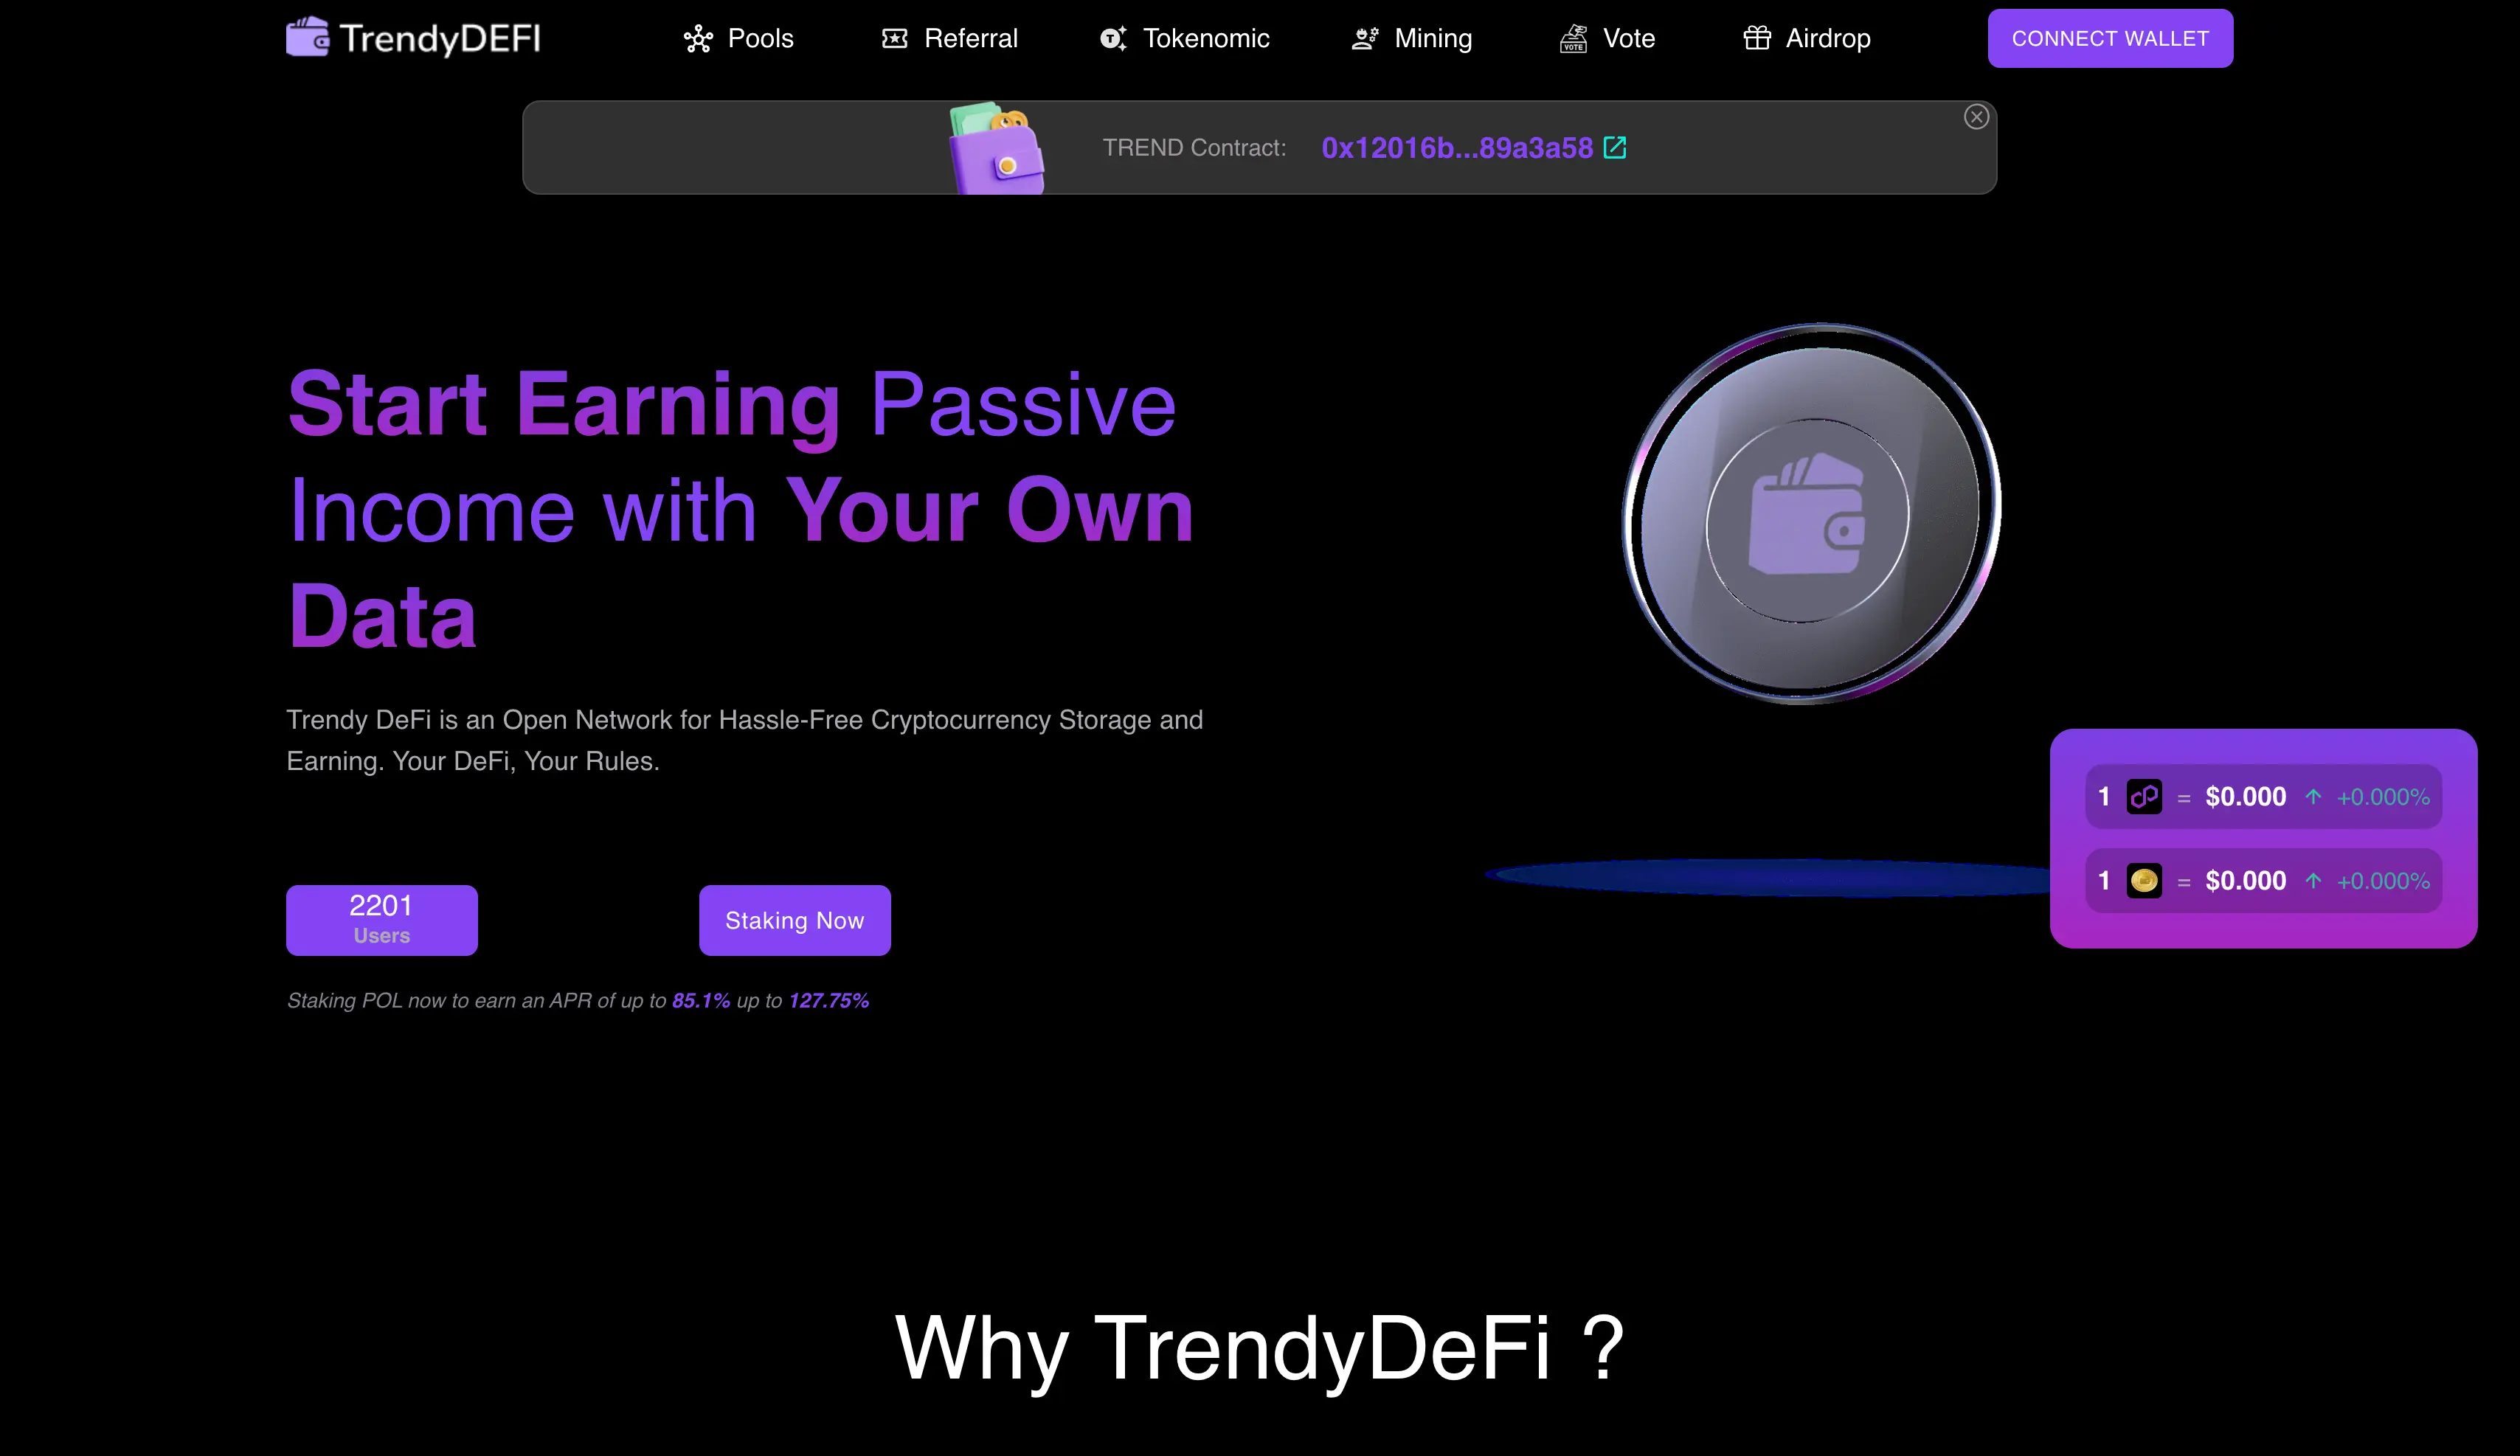 TrendyDEFI
Pools
Referral
Tokenomic
Mining
VOTE
Vote
Airdrop
CONNECT WALLET
TREND Contract: 0x12016b...89a3a58
Start Earning Passive
Income with Your Own
Data
Trendy DeFi is an Open Network for Hassle-Free Cryptocurrency Storage and
Earning. Your DeFi, Your Rules.
1 = $0.000 ↑ +0.000%
1 = $0.000 ↑ +0.000%
2201
Users
Staking Now
Staking POL now to earn an APR of up to 85.1% up to 127.75%
Why TrendyDeFi ?